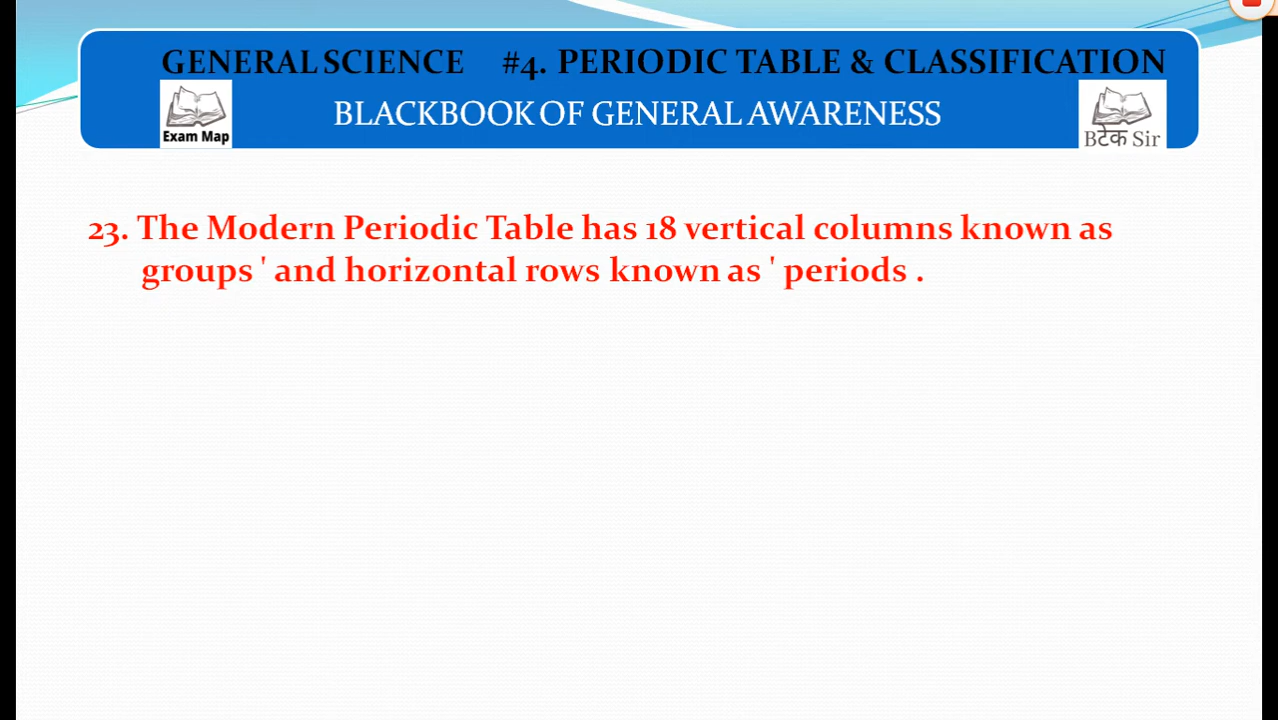 GENERAL SCIENCE #4. PERIODIC TABLE & CLASSIFICATION
BLACKBOOK OF GENERAL AWARENESS
Exam Map
Bटेक Sir
23. The Modern Periodic Table has 18 vertical columns known as
groups ' and horizontal rows known as ' periods .